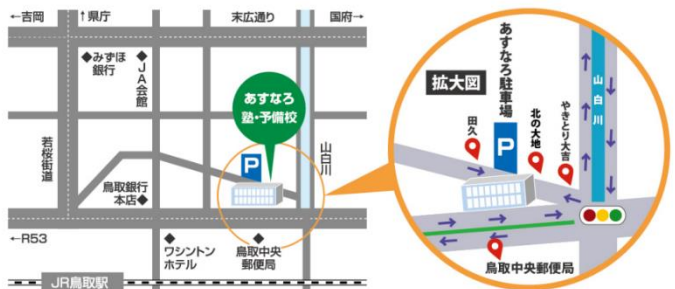 ←吉岡
↑県庁
末広通り
国府→
◆みずほ
銀行
◆JA会館
あすなろ
塾・予備校
P
若桜街道
鳥取銀行
本店◆
山白川
←R53
◆
ワシントン
ホテル
◆
鳥取中央
郵便局
JR鳥取駅
拡大図
あすなろ駐車場
P
田久
北の大地
やきとり大吉
山白川
鳥取中央郵便局